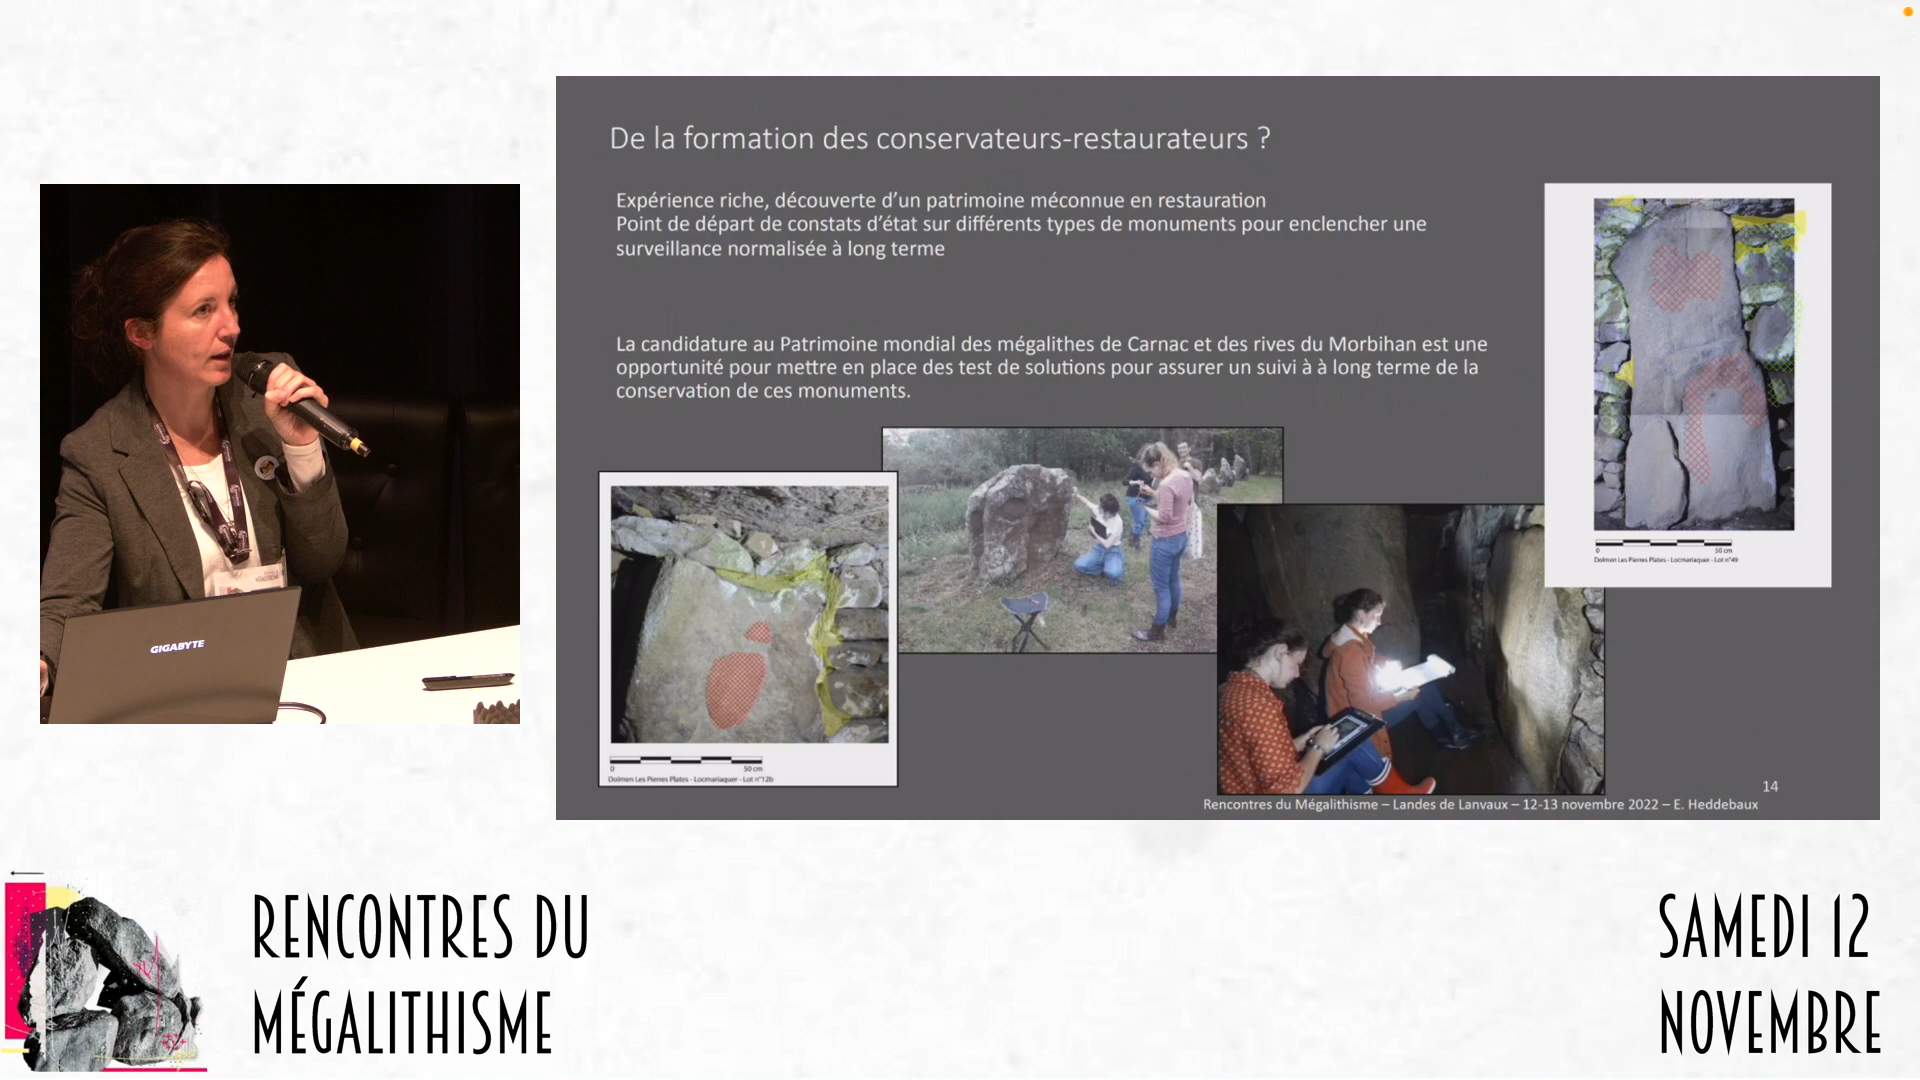 De la formation des conservateurs-restaurateurs ?
Expérience riche, découverte d'un patrimoine méconnue en restauration
Point de départ de constats d'état sur différents types de monuments pour enclencher une
surveillance normalisée à long terme
La candidature au Patrimoine mondial des mégalithes de Carnac et des rives du Morbihan est une
opportunité pour mettre en place des test de solutions pour assurer un suivi à à long terme de la
conservation de ces monuments.
0 50 cm
Dolmen Les Pierres Plates - Locmariaquer - Lot n°49
0 50 cm
Dolmen Les Pierres Plates - Locmariaquer - Lot n°12b
14
Rencontres du Mégalithisme – Landes de Lanvaux – 12-13 novembre 2022 – E. Heddebaux
GIGABYTE
MÉGALITHISME
RENCONTRES DU
MÉGALITHISME
SAMEDI 12
NOVEMBRE